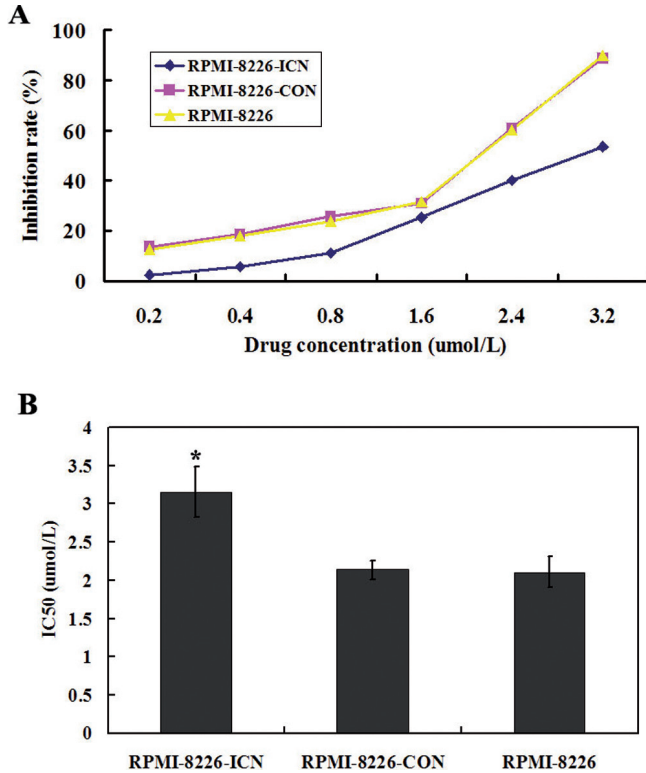 A
100
80
60
40
20
0
Inhibition rate (%)
RPMI-8226-ICN
RPMI-8226-CON
RPMI-8226
0.2 0.4 0.8 1.6 2.4 3.2
Drug concentration (umol/L)
B
4
3.5
3
2.5
2
1.5
1
0.5
0
IC50 (umol/L)
*
RPMI-8226-ICN RPMI-8226-CON RPMI-8226